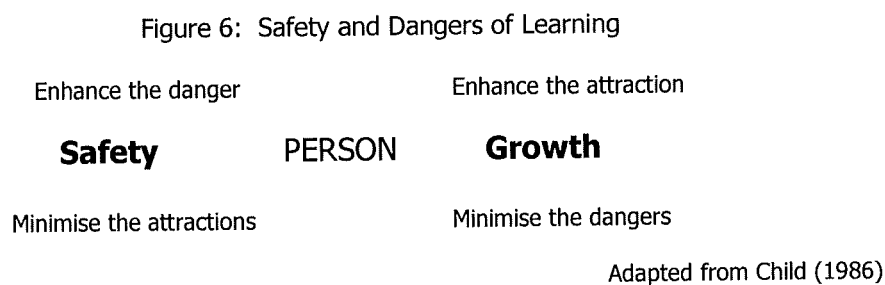 Figure 6: Safety and Dangers of Learning
Enhance the danger Enhance the attraction
Safety PERSON Growth
Minimise the attractions Minimise the dangers
Adapted from Child (1986)